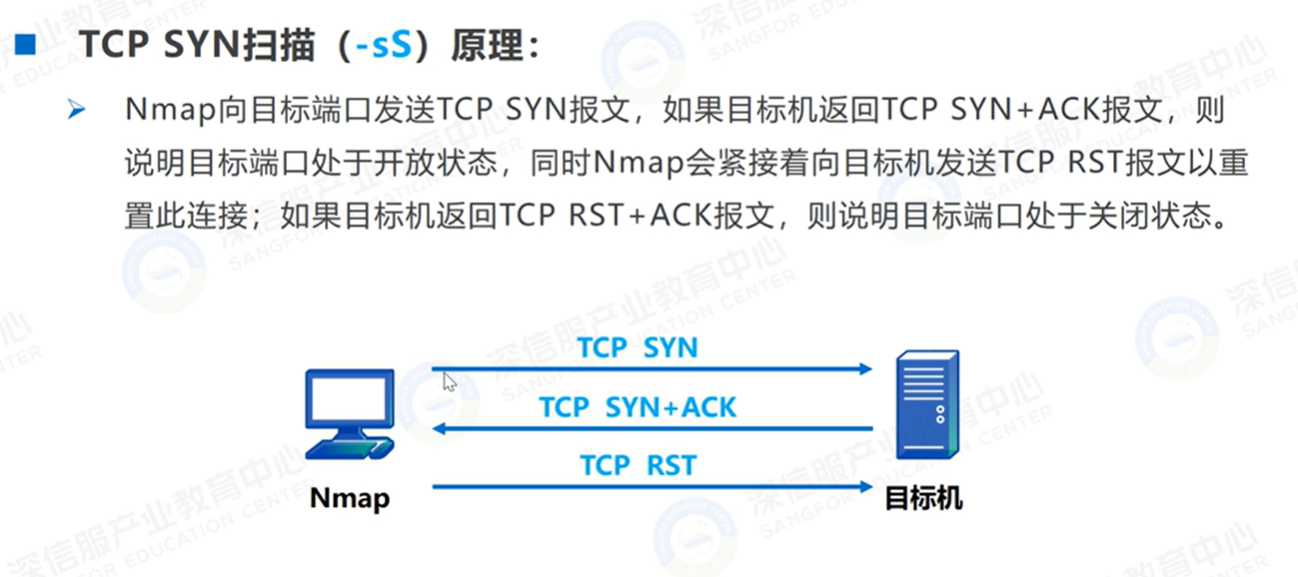 TCP SYN扫描（-sS）原理：
Nmap向目标端口发送TCP SYN报文，如果目标机返回TCP SYN+ACK报文，则
说明目标端口处于开放状态，同时Nmap会紧接着向目标机发送TCP RST报文以重
置此连接；如果目标机返回TCP RST+ACK报文，则说明目标端口处于关闭状态。
TCP SYN
TCP SYN+ACK
TCP RST
Nmap
目标机
深信服产业教育中心
SANGFOR EDUCATION CENTER